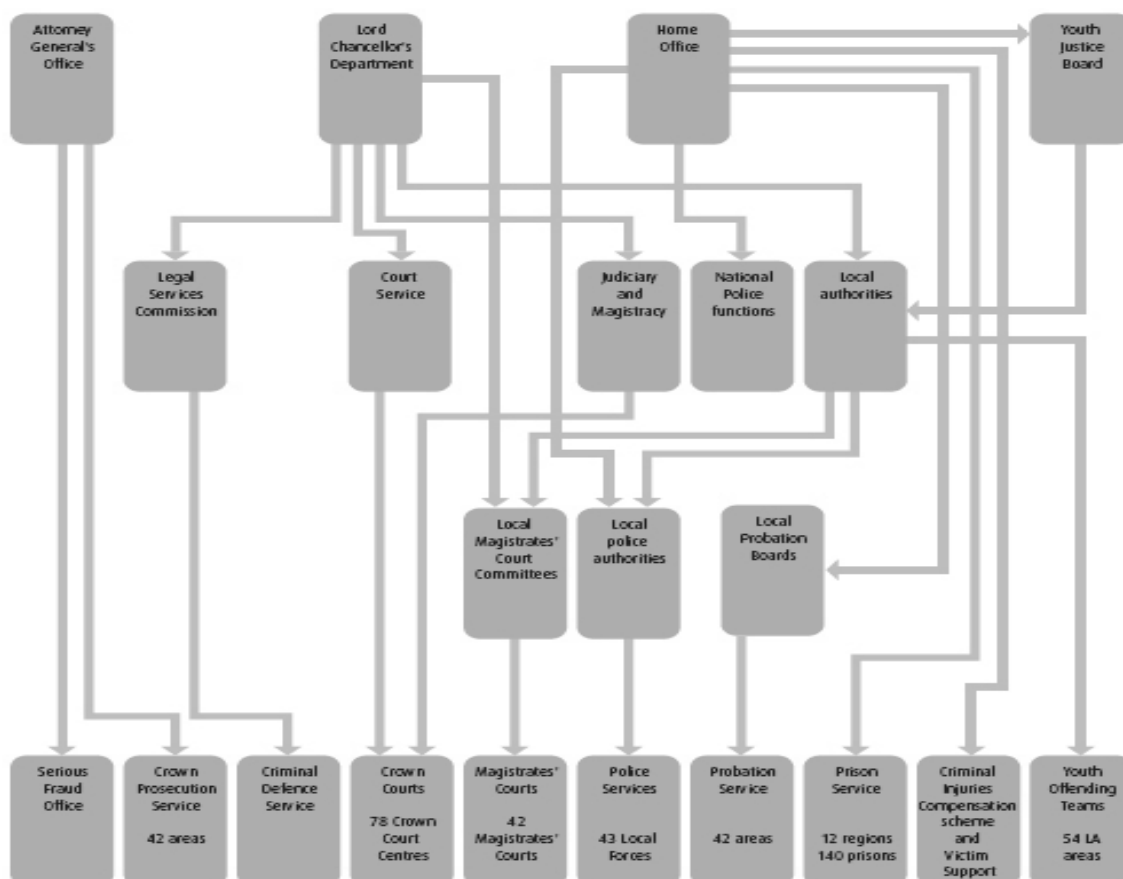 Attorney
General's
Office
Lord
Chancellor's
Department
Home
Office
Youth
Justice
Board
Legal
Services
Commission
Court
Service
Judiciary
and
Magistracy
National
Police
functions
Local
authorities
Local
Magistrates'
Court
Committees
Local
police
authorities
Local
Probation
Boards
Serious
Fraud
Office
Crown
Prosecution
Service
42 areas
Criminal
Defence
Service
Crown
Courts
78 Crown
Court
Centres
Magistrates'
Courts
42
Magistrates'
Courts
Police
Services
43 Local
Forces
Probation
Service
42 areas
Prison
Service
12 regions
140 prisons
Criminal
Injuries
Compensation
scheme
and
Victim
Support
Youth
Offending
Teams
54 LA
areas